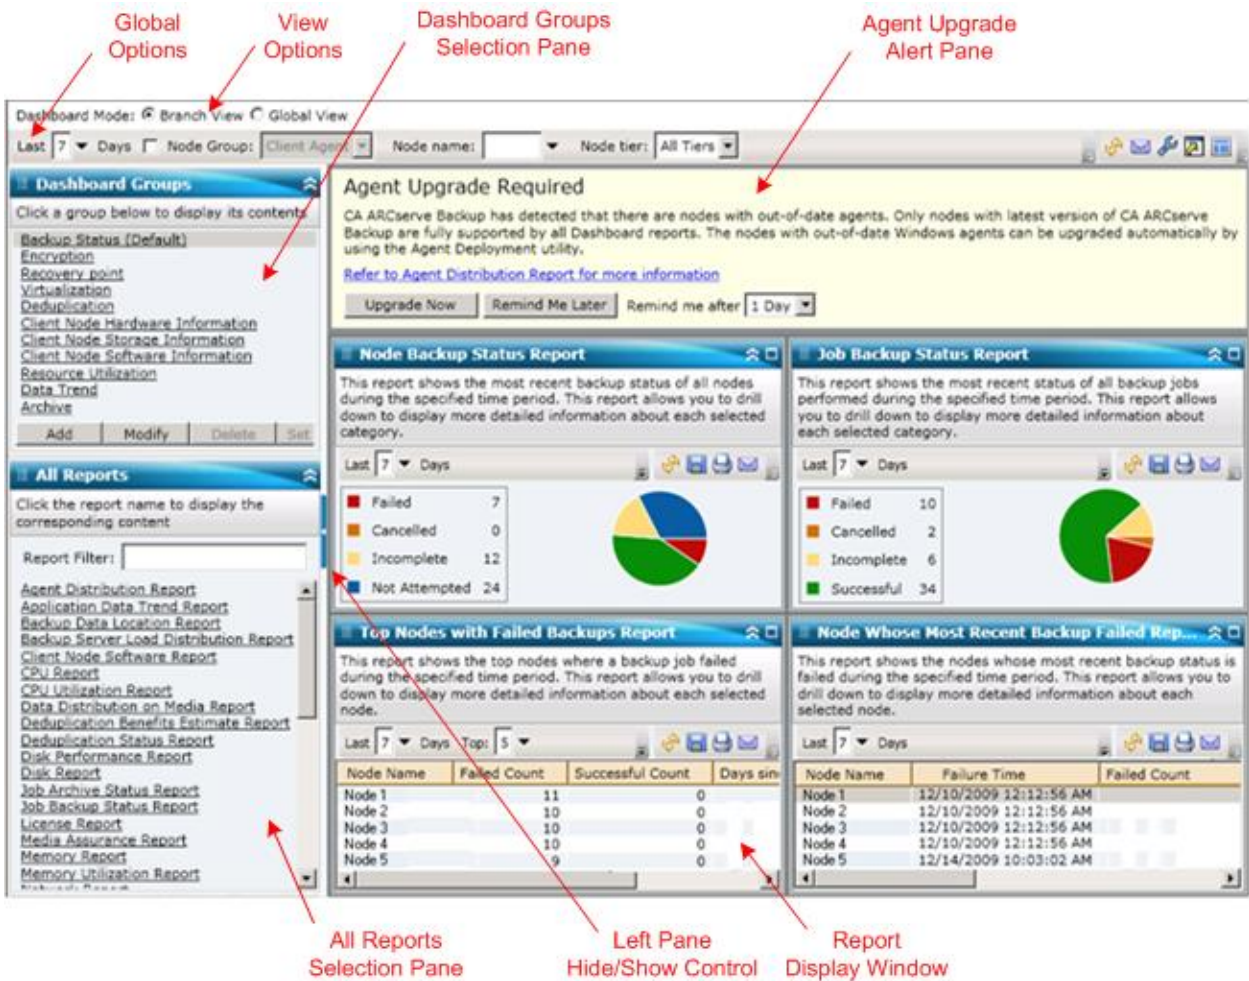 Global
Options
View
Options
Dashboard Groups
Selection Pane
Agent Upgrade
Alert Pane
Dashboard Mode: Branch View Global View
Last 7 Days Node Group: Client Agent Node name: Node tier: All Tiers
Dashboard Groups
Click a group below to display its contents
Backup Status (Default)
Encryption
Recovery point
Virtualization
Deduplication
Client Node Hardware Information
Client Node Storage Information
Client Node Software Information
Resource Utilization
Data Trend
Archive
Add Modify Delete Set
All Reports
Click the report name to display the
corresponding content
Report Filter:
Agent Distribution Report
Application Data Trend Report
Backup Data Location Report
Backup Server Load Distribution Report
Client Node Software Report
CPU Report
CPU Utilization Report
Data Distribution on Media Report
Deduplication Benefits Estimate Report
Deduplication Status Report
Disk Performance Report
Disk Report
Job Archive Status Report
Job Backup Status Report
License Report
Media Assurance Report
Memory Report
Memory Utilization Report
Network Report
Agent Upgrade Required
CA ARCserve Backup has detected that there are nodes with out-of-date agents. Only nodes with latest version of CA ARCserve
Backup are fully supported by all Dashboard reports. The nodes with out-of-date Windows agents can be upgraded automatically by
using the Agent Deployment utility.
Refer to Agent Distribution Report for more information
Upgrade Now Remind Me Later Remind me after 1 Day
Node Backup Status Report
This report shows the most recent backup status of all nodes
during the specified time period. This report allows you to drill
down to display more detailed information about each selected
category.
Last 7 Days
Failed 7
Cancelled 0
Incomplete 12
Not Attempted 24
Job Backup Status Report
This report shows the most recent status of all backup jobs
performed during the specified time period. This report allows
you to drill down to display more detailed information about
each selected category.
Last 7 Days
Failed 10
Cancelled 2
Incomplete 6
Successful 34
Top Nodes with Failed Backups Report
This report shows the top nodes where a backup job failed
during the specified time period. This report allows you to drill
down to display more detailed information about each selected
node.
Last 7 Days Top: 5
Node Name Failed Count Successful Count Days sin
Node 1 11 0
Node 2 10 0
Node 3 10 0
Node 4 10 0
Node 5 9 0
Node Whose Most Recent Backup Failed Rep...
This report shows the nodes whose most recent backup status is
failed during the specified time period. This report allows you to
drill down to display more detailed information about each
selected node.
Last 7 Days
Node Name Failure Time Failed Count
Node 1 12/10/2009 12:12:56 AM
Node 2 12/10/2009 12:12:56 AM
Node 3 12/10/2009 12:12:56 AM
Node 4 12/10/2009 12:12:56 AM
Node 5 12/14/2009 10:03:02 AM
All Reports
Selection Pane
Left Pane
Hide/Show Control
Report
Display Window